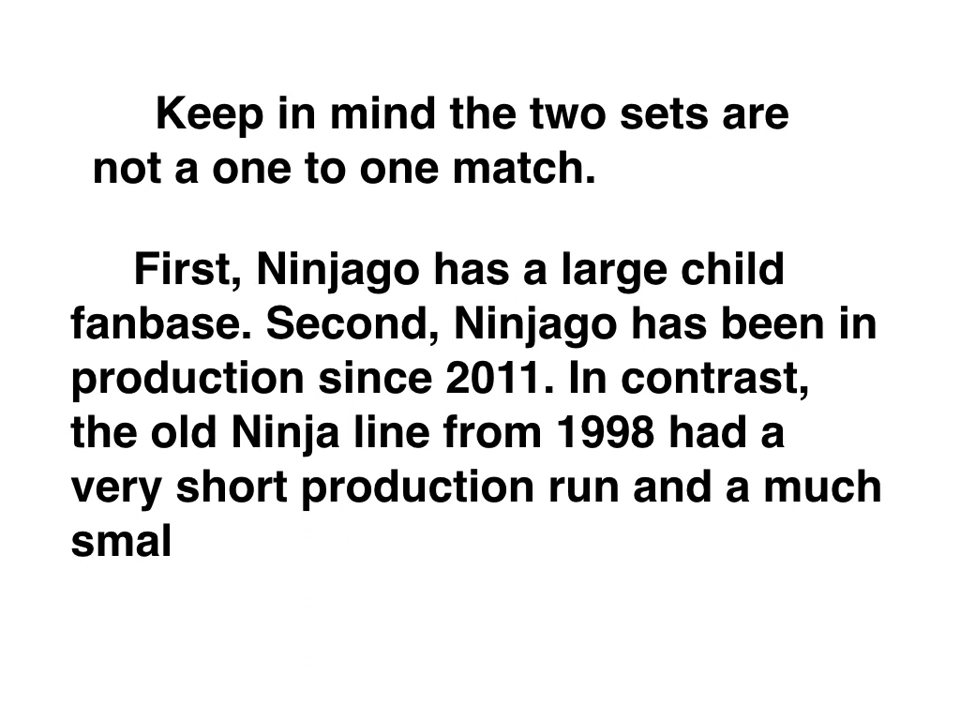 Keep in mind the two sets are
not a one to one match.
First, Ninjago has a large child
fanbase. Second, Ninjago has been in
production since 2011. In contrast,
the old Ninja line from 1998 had a
very short production run and a much
smal